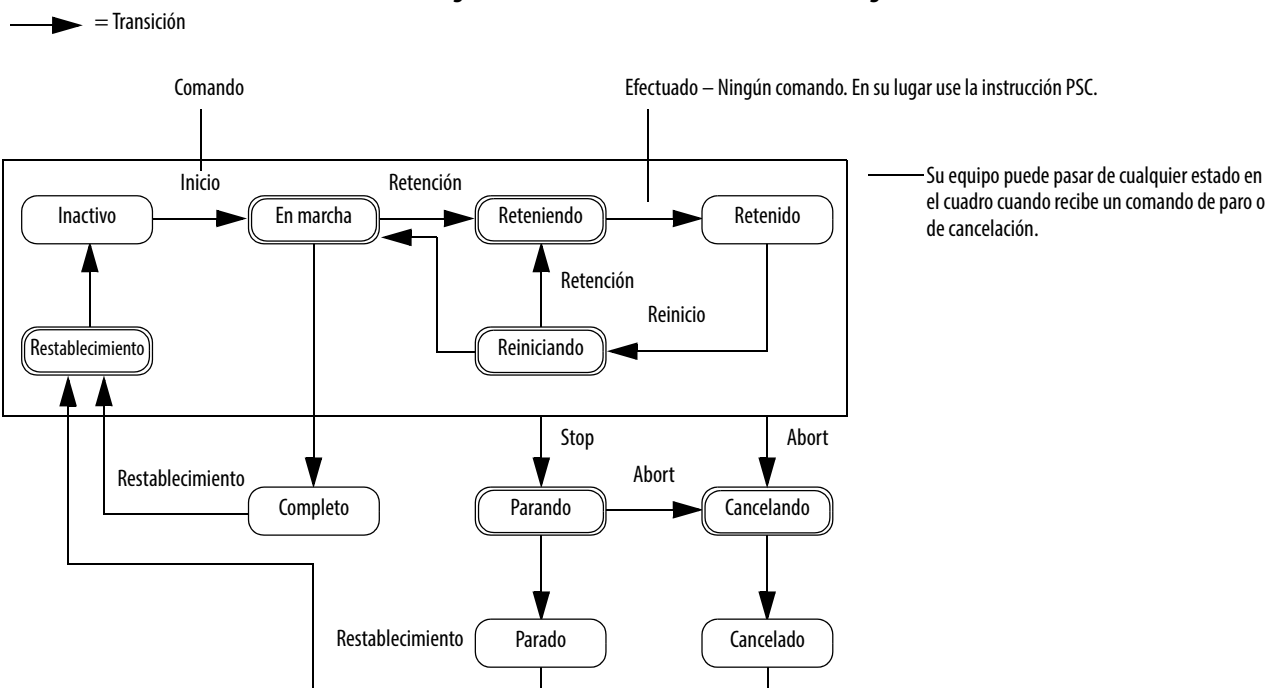 = Transición
Comando
Efectuado – Ningún comando. En su lugar use la instrucción PSC.
Su equipo puede pasar de cualquier estado en
el cuadro cuando recibe un comando de paro o
de cancelación.
Inicio
Retención
Inactivo
En marcha
Reteniendo
Retenido
Retención
Reinicio
Restablecimiento
Reiniciando
Stop
Abort
Restablecimiento
Abort
Completo
Parando
Cancelando
Restablecimiento
Parado
Cancelado